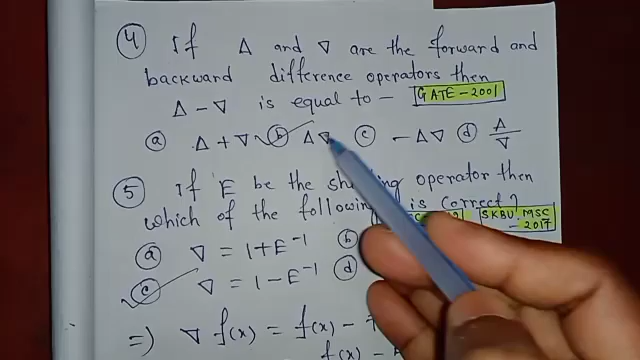 ④ If Δ and ∇ are the forward and
backward difference operators then
Δ - ∇ is equal to - GATE-2001
ⓐ Δ + ∇ ⓑ Δ∇ ⓒ -Δ∇ ⓓ Δ/∇
⑤ If E be the operator then
which of the following is correct?
SKBU MSC
-2017
ⓐ ∇ = 1+E⁻¹ ⓑ
ⓒ ∇ = 1-E⁻¹ ⓓ
=) ∇ f(x) = f(x) -